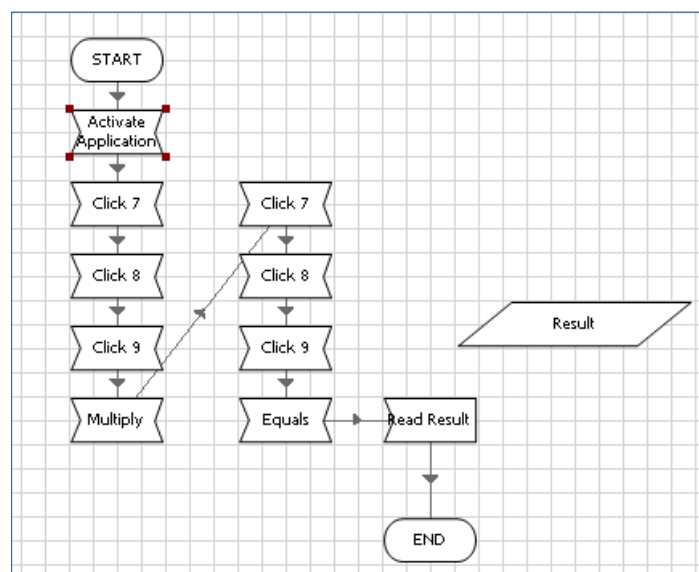 START
Activate
Application
Click 7
Click 8
Click 9
Multiply
Click 7
Click 8
Click 9
Equals
Read Result
END
Result